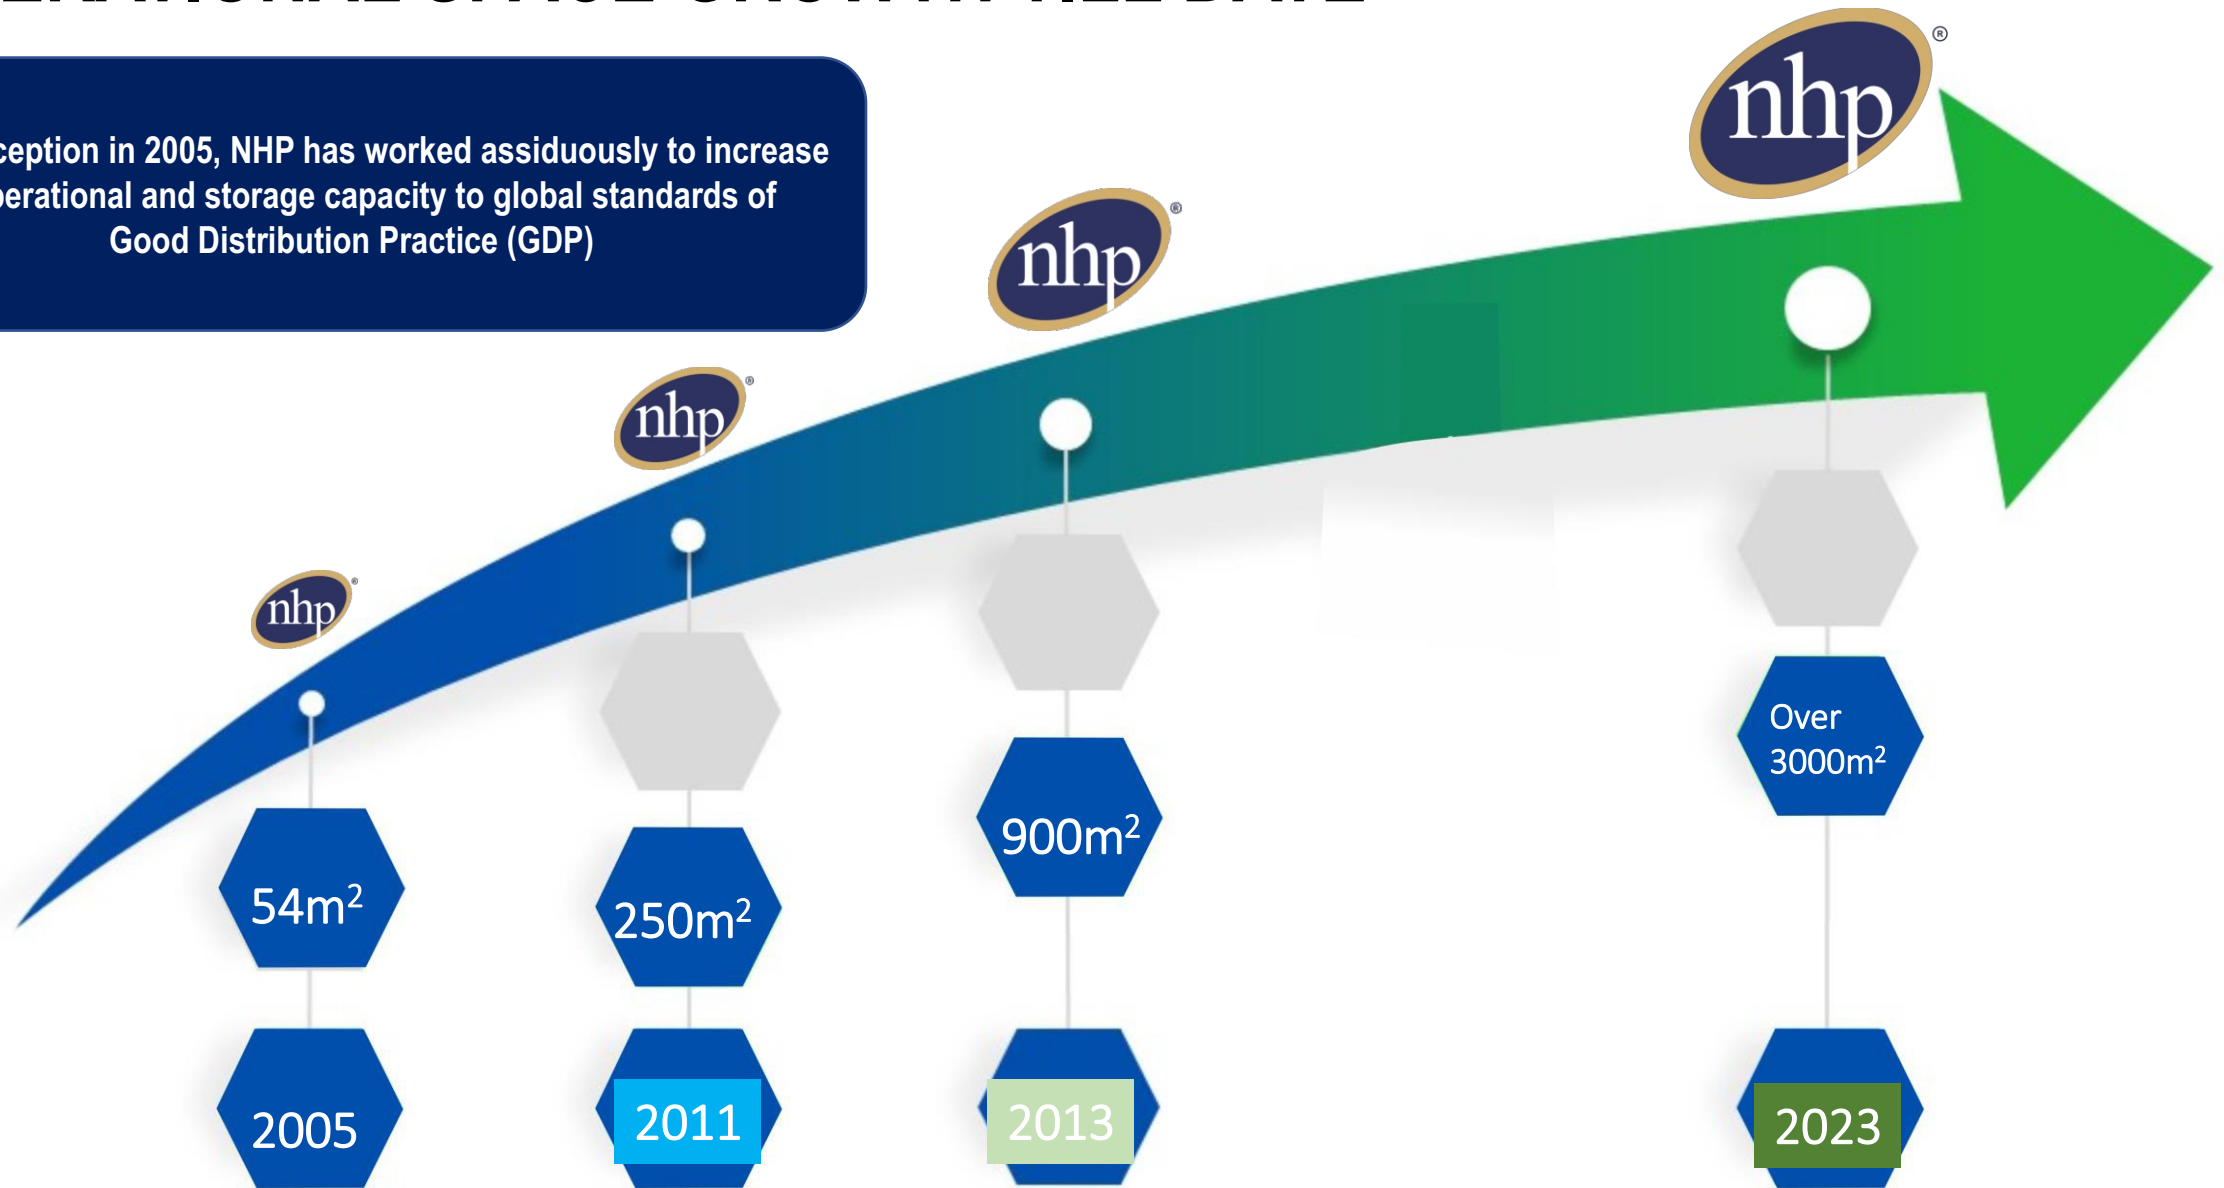 ception in 2005, NHP has worked assiduously to increase
perational and storage capacity to global standards of
Good Distribution Practice (GDP)
nhp®
nhp®
nhp®
nhp®
Over
3000m²
900m²
54m²
250m²
2005
2011
2013
2023